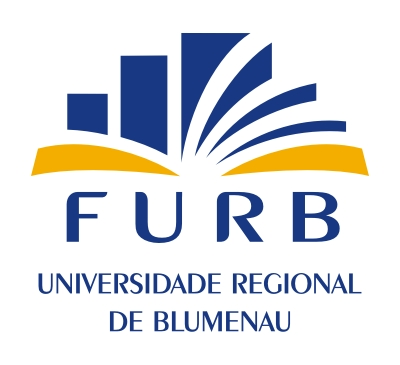 FURB
UNIVERSIDADE REGIONAL
DE BLUMENAU